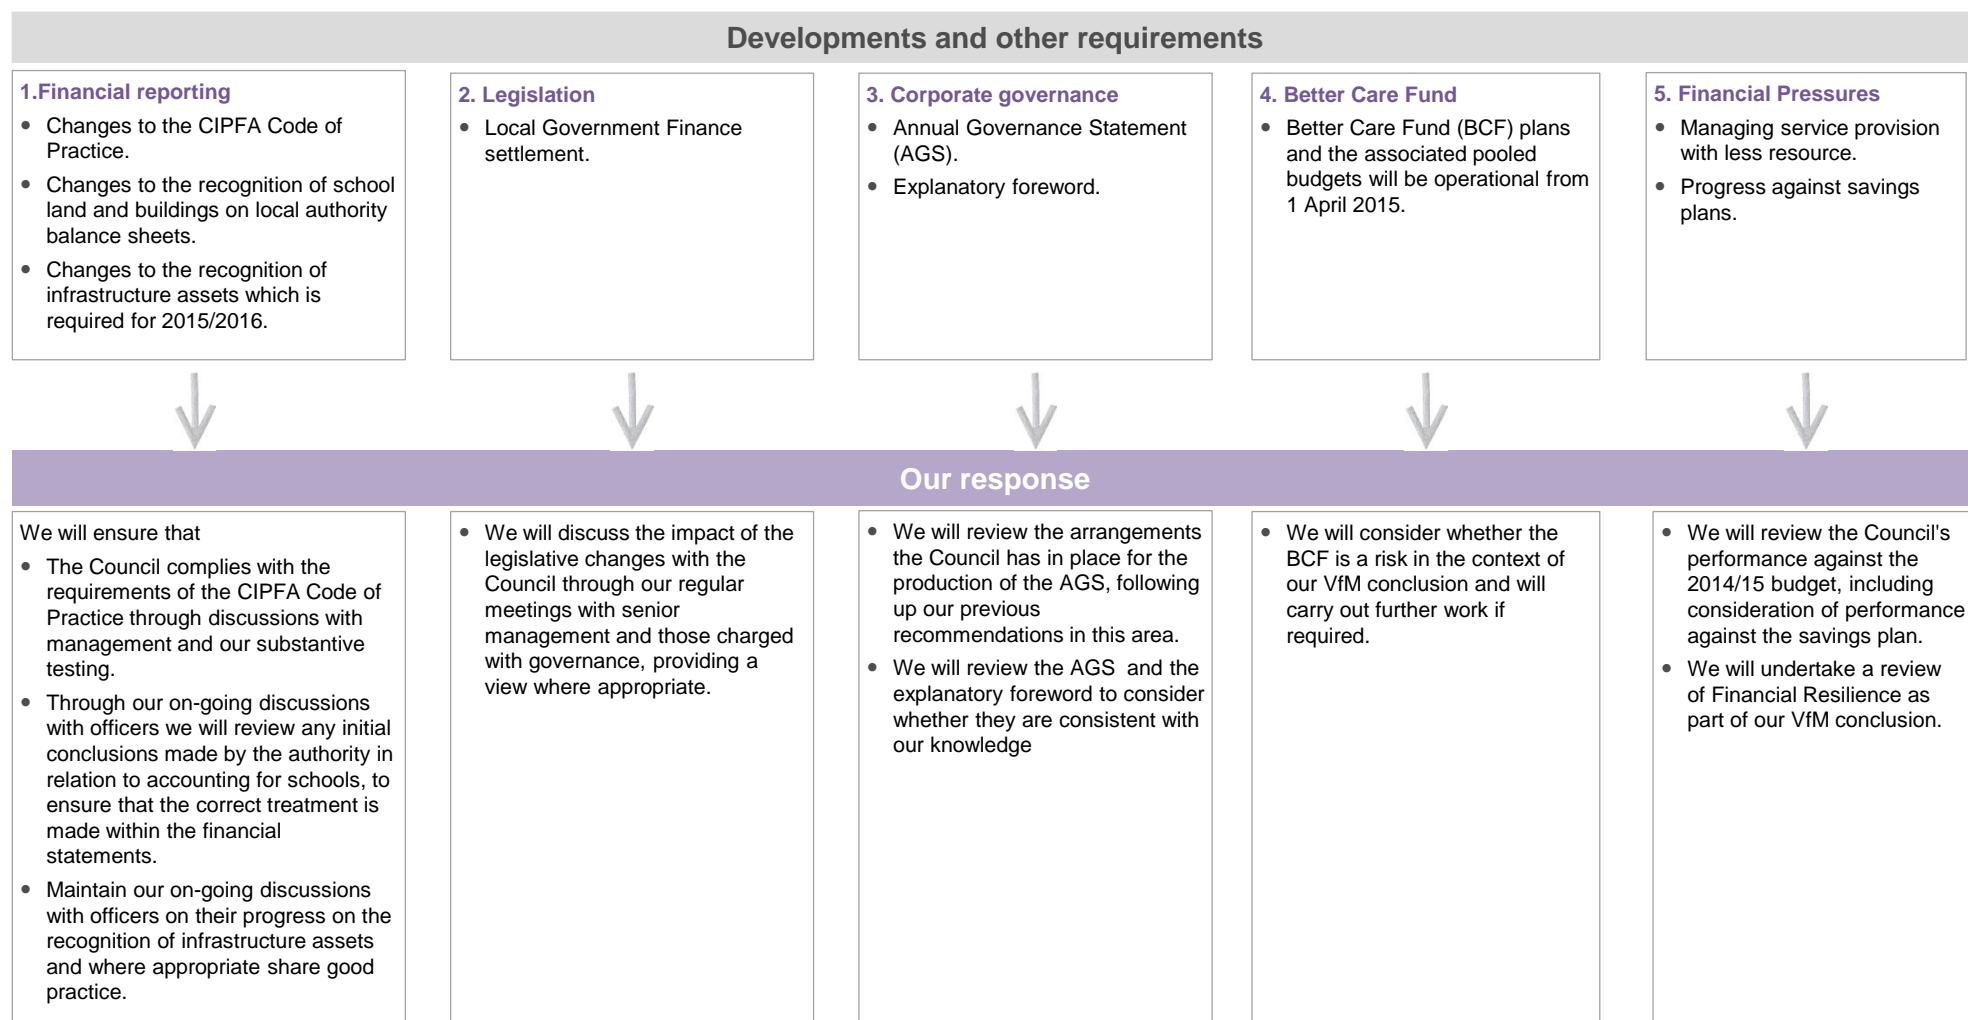 Developments and other requirements
1.Financial reporting
• Changes to the CIPFA Code of
Practice.
• Changes to the recognition of school
land and buildings on local authority
balance sheets.
• Changes to the recognition of
infrastructure assets which is
required for 2015/2016.
2. Legislation
• Local Government Finance
settlement.
3. Corporate governance
• Annual Governance Statement
(AGS).
• Explanatory foreword.
4. Better Care Fund
• Better Care Fund (BCF) plans
and the associated pooled
budgets will be operational from
1 April 2015.
5. Financial Pressures
• Managing service provision
with less resource.
• Progress against savings
plans.
Our response
We will ensure that
• The Council complies with the
requirements of the CIPFA Code of
Practice through discussions with
management and our substantive
testing.
• Through our on-going discussions
with officers we will review any initial
conclusions made by the authority in
relation to accounting for schools, to
ensure that the correct treatment is
made within the financial
statements.
• Maintain our on-going discussions
with officers on their progress on the
recognition of infrastructure assets
and where appropriate share good
practice.
• We will discuss the impact of the
legislative changes with the
Council through our regular
meetings with senior
management and those charged
with governance, providing a
view where appropriate.
• We will review the arrangements
the Council has in place for the
production of the AGS, following
up our previous
recommendations in this area.
• We will review the AGS and the
explanatory foreword to consider
whether they are consistent with
our knowledge
• We will consider whether the
BCF is a risk in the context of
our VfM conclusion and will
carry out further work if
required.
• We will review the Council's
performance against the
2014/15 budget, including
consideration of performance
against the savings plan.
• We will undertake a review
of Financial Resilience as
part of our VfM conclusion.